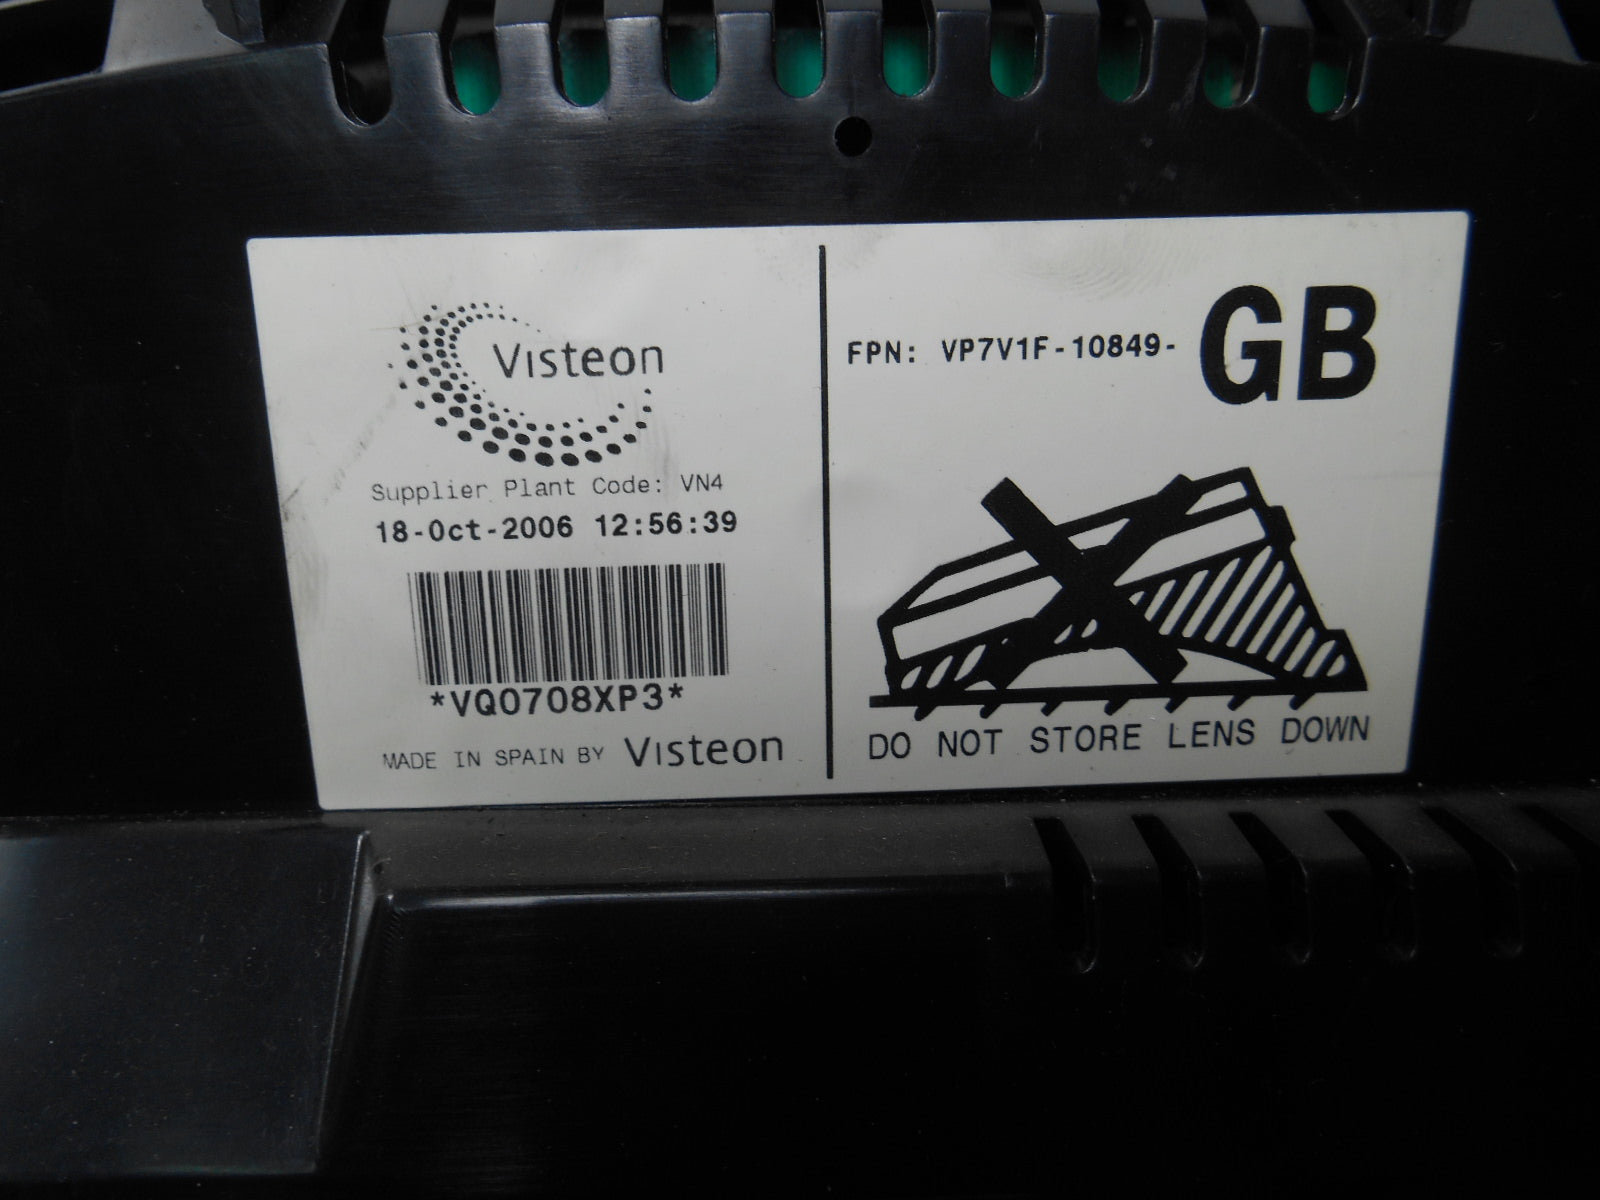 Visteon
Supplier Plant Code: VN4
18-Oct-2006 12:56:39
*VQ0708XP3*
MADE IN SPAIN BY Visteon
FPN: VP7V1F-10849-GB
DO NOT STORE LENS DOWN